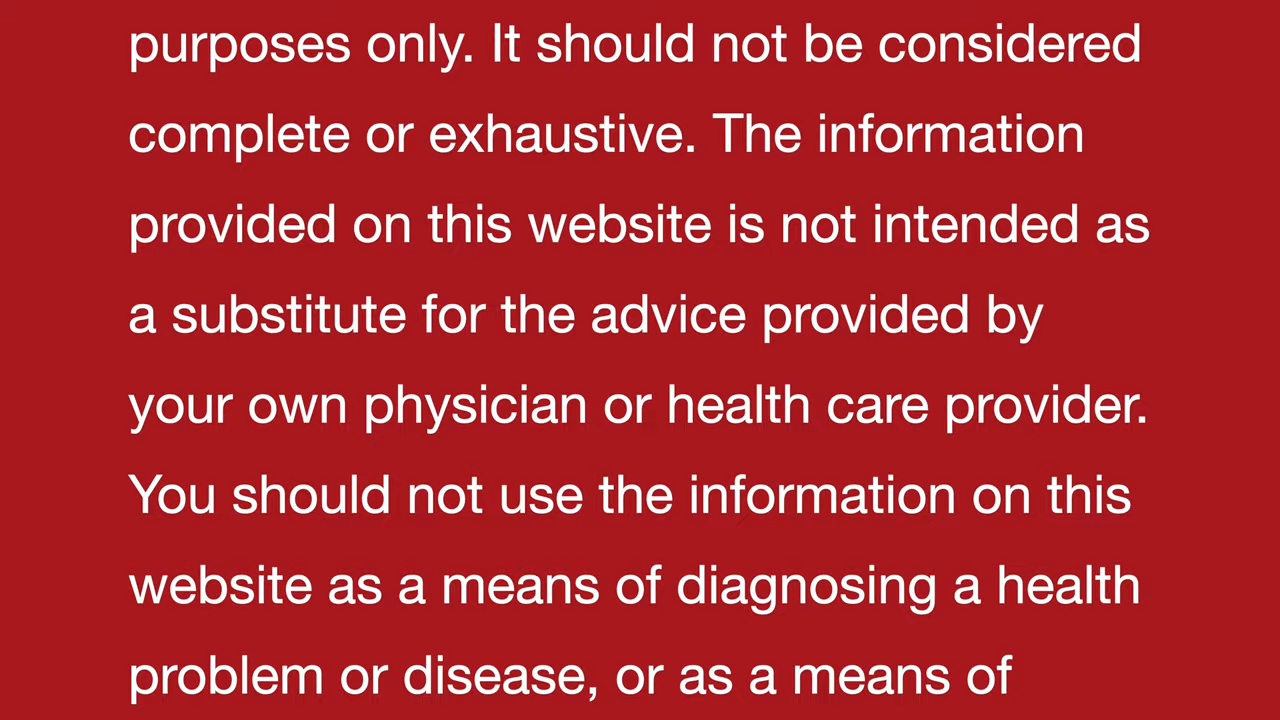 purposes only. It should not be considered
complete or exhaustive. The information
provided on this website is not intended as
a substitute for the advice provided by
your own physician or health care provider.
You should not use the information on this
website as a means of diagnosing a health
problem or disease, or as a means of